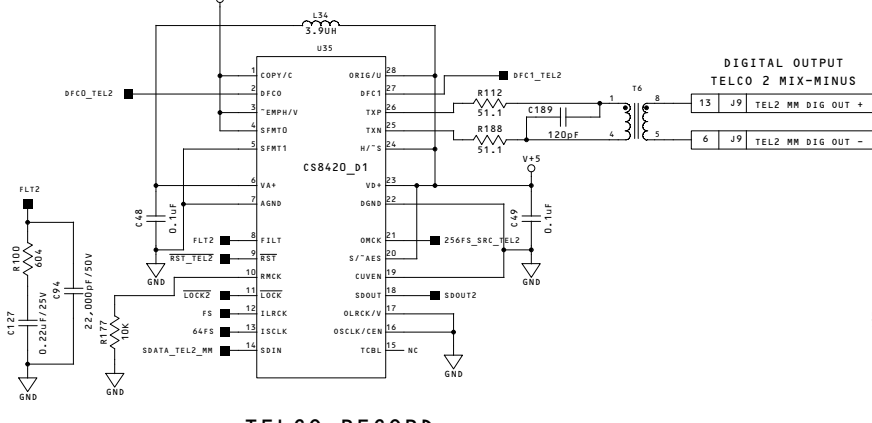 L34
3.9UH
U35
1 COPY/C ORIG/U 28
DFC0_TEL2 2 DFC0 DFC1 27 DFC1_TEL2
3 ~EMPH/V TXP 26
4 SFMT0 TXN 25
5 SFMT1 H/~S 24
CS8420_D1
6 VA+ VD+ 23
7 AGND DGND 22
FLT2 8 FILT OMCK 21 256FS_SRC_TEL2
RST_TEL2 9 RST S/~AES 20
10 RMCK CUVEN 19
LOCK2 11 LOCK SDOUT 18 SDOUT2
FS 12 ILRCK OLRCK/V 17
64FS 13 ISCLK OSCLK/CEN 16
SDATA_TEL2_MM 14 SDIN TCBL 15 NC
R112
51.1
R188
51.1
C189
120pF
T6
1 8
4 5
DIGITAL OUTPUT
TELCO 2 MIX-MINUS
13 J9 TEL2 MM DIG OUT +
6 J9 TEL2 MM DIG OUT -
V+5
C49
0.1uF
GND
C48
0.1uF
GND
GND
FLT2
R100
604
C94
22,000pF/50V
C127
0.22uF/25V
GND
R177
10K
GND